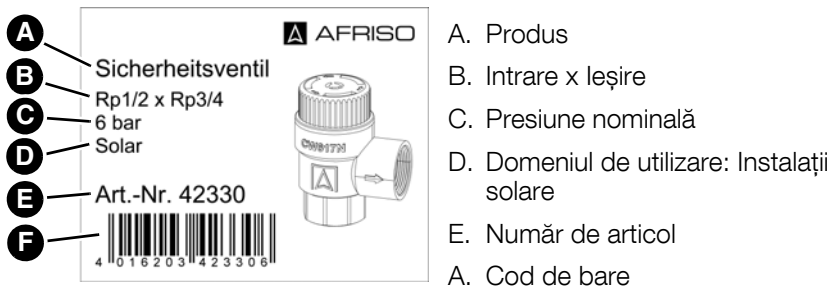 A
B
C
D
E
F
AFRISO
Sicherheitsventil
Rp1/2 x Rp3/4
6 bar
Solar
CW617N
Art.-Nr. 42330
4 016203 423306
A. Produs
B. Intrare x Ieșire
C. Presiune nominală
D. Domeniul de utilizare: Instalații
solare
E. Număr de articol
A. Cod de bare